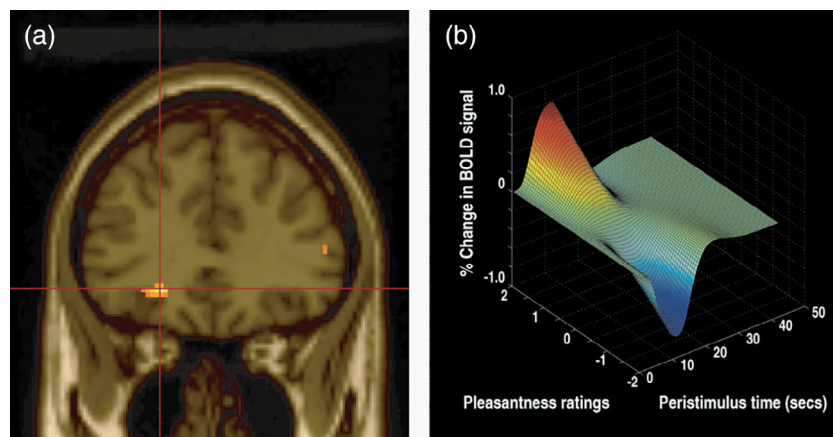 (a)
(b)
% Change in BOLD signal
1.0
0
-1.0
2
1
0
-1
-2
0
10
20
30
40
50
Pleasantness ratings
Peristimulus time (secs)